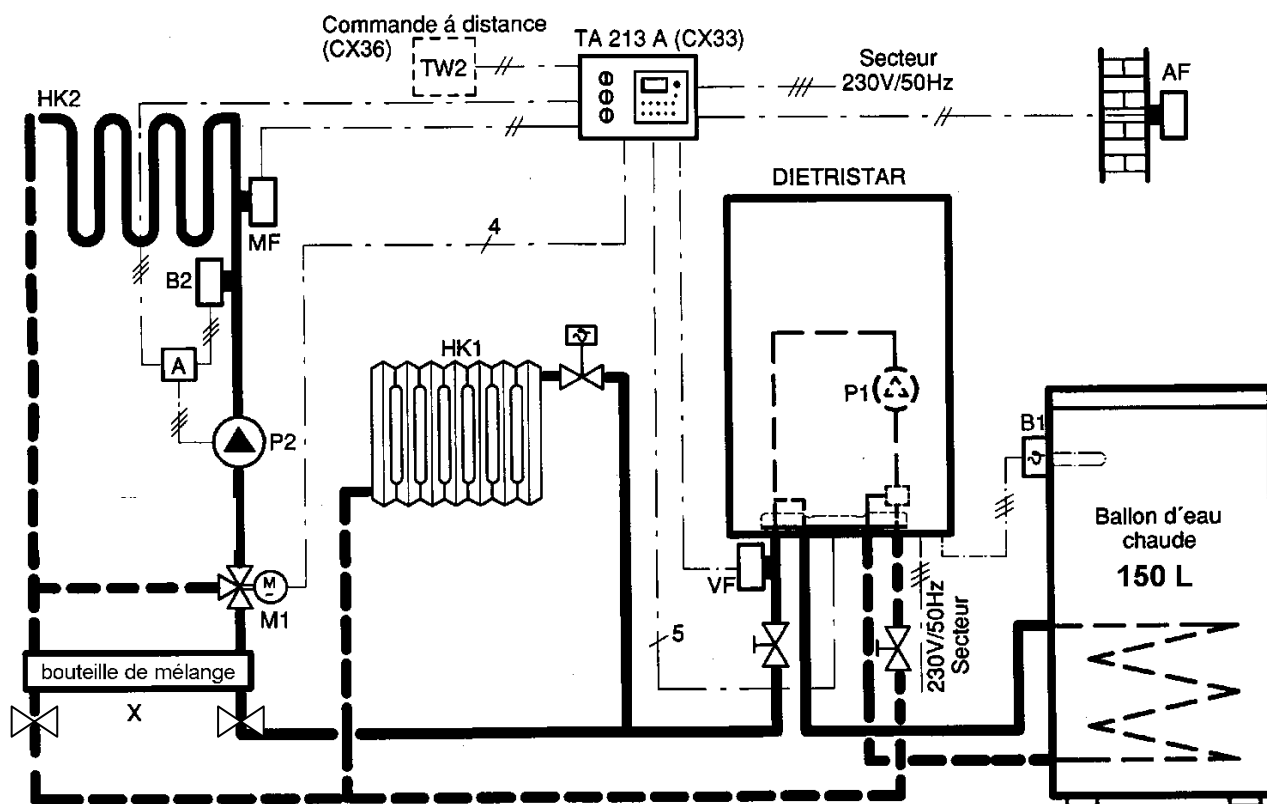 Commande á distance
(CX36)
TW2
TA 213 A (CX33)
Secteur
230V/50Hz
AF
HK2
DIETRISTAR
MF
4
B2
HK1
A
P1
P2
B1
Ballon d´eau
chaude
150 L
VF
M
M1
5
230V/50Hz
Secteur
bouteille de mélange
X